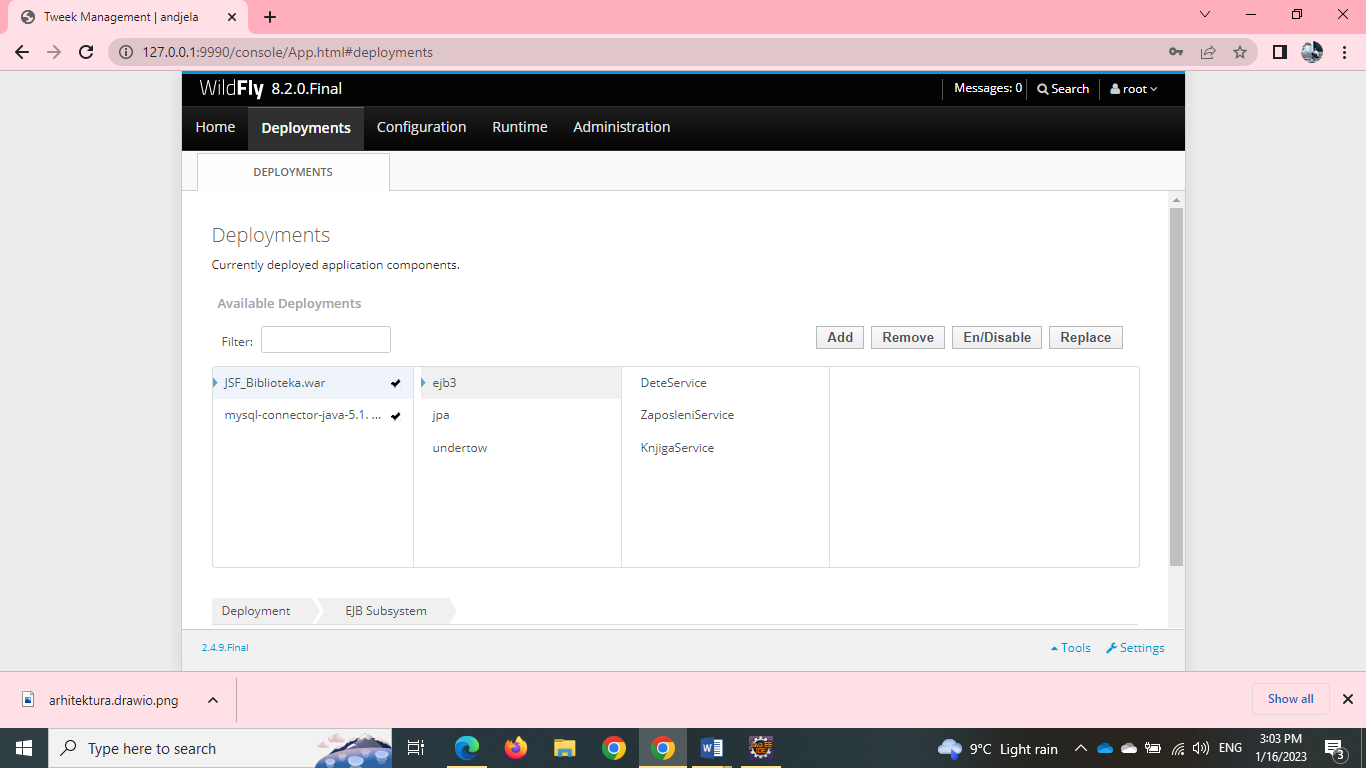 Tweek Management | andjela
127.0.0.1:9990/console/App.html#deployments
WildFly 8.2.0.Final
Messages: 0 Search root
Home Deployments Configuration Runtime Administration
DEPLOYMENTS
Deployments
Currently deployed application components.
Available Deployments
Filter:
Add Remove En/Disable Replace
JSF_Biblioteka.war ejb3 DeteService
mysql-connector-java-5.1. ... jpa ZaposleniService
undertow KnjigaService
Deployment EJB Subsystem
2.4.9.Final Tools Settings
arhitektura.drawio.png Show all
Type here to search 9°C Light rain ENG 3:03 PM
1/16/2023 3